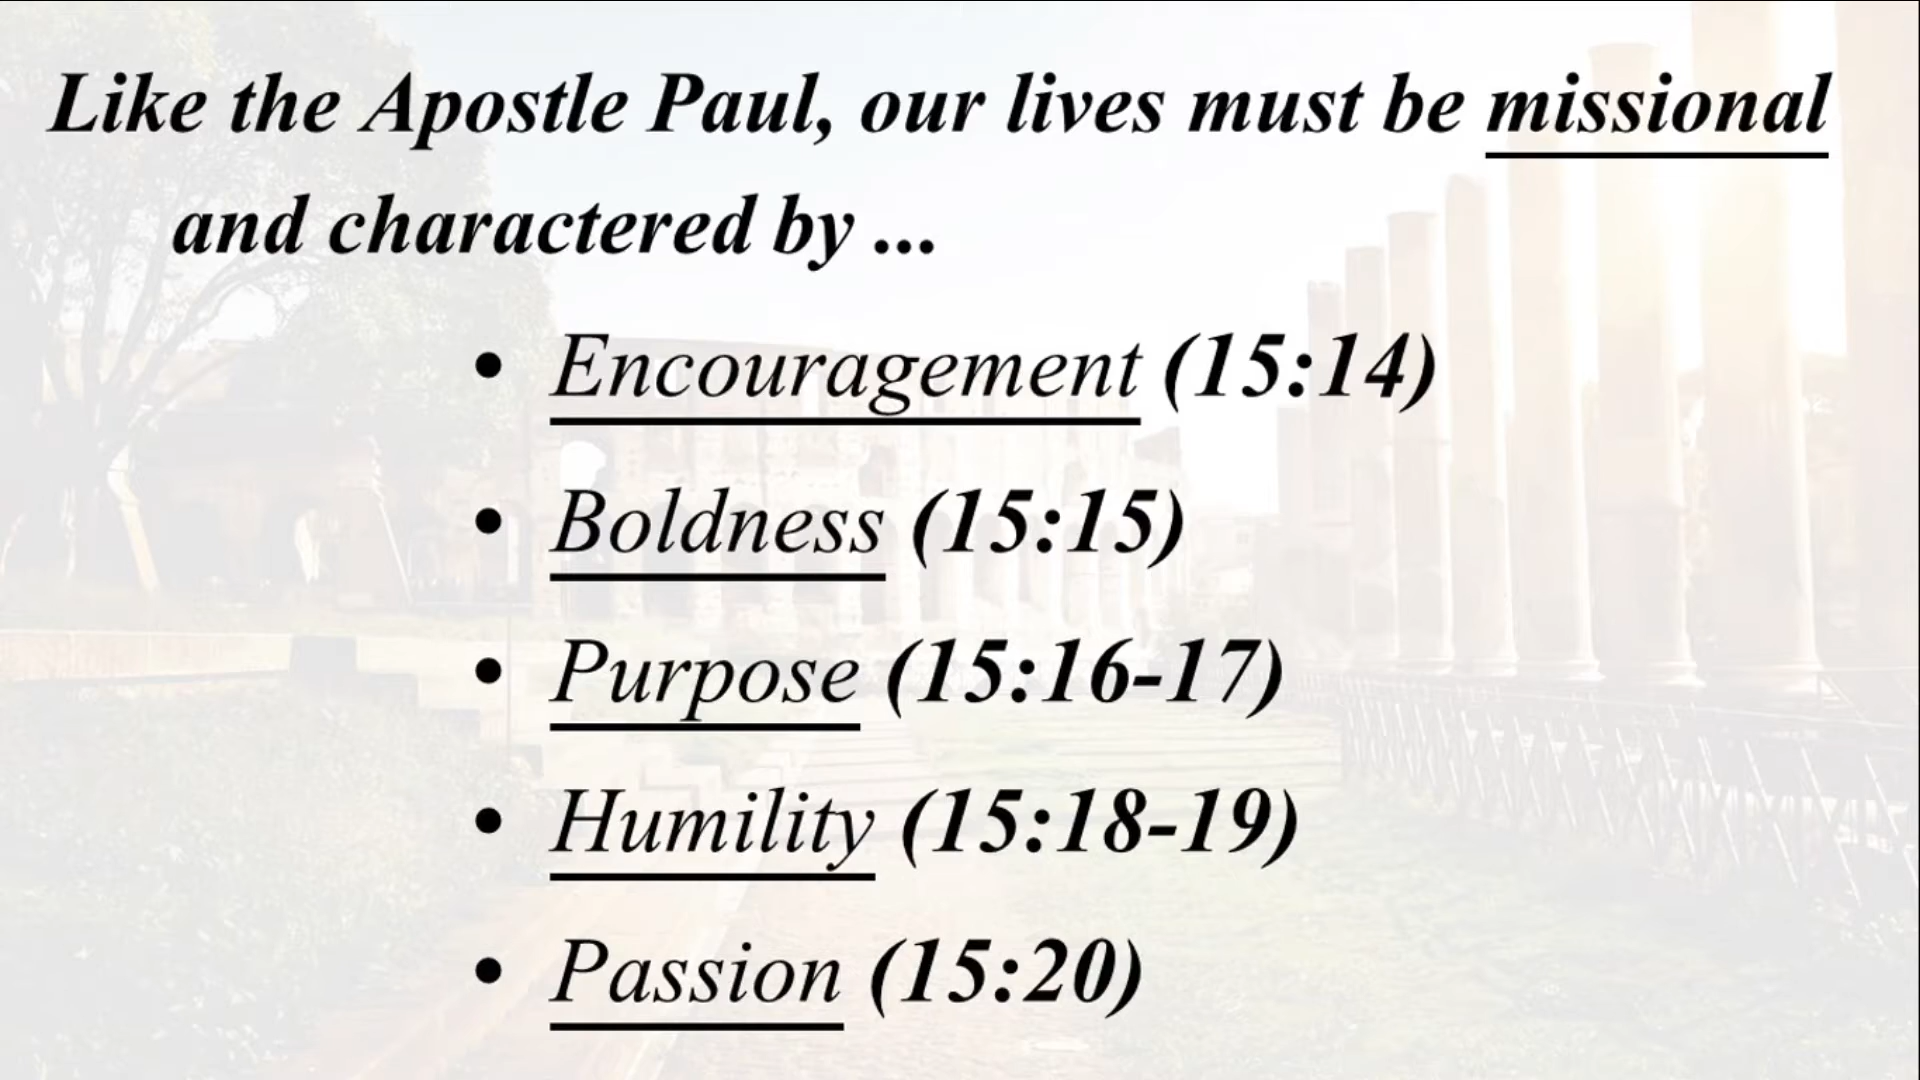 Like the Apostle Paul, our lives must be missional
and charactered by ...
• Encouragement (15:14)
• Boldness (15:15)
• Purpose (15:16-17)
• Humility (15:18-19)
• Passion (15:20)